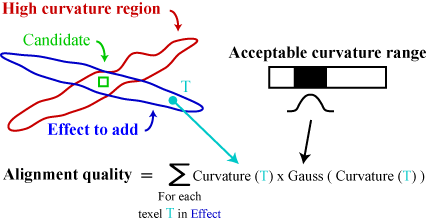 High curvature region
Candidate
Acceptable curvature range
T
Effect to add
Alignment quality = ∑ Curvature (T) x Gauss ( Curvature (T) )
For each
texel T in Effect